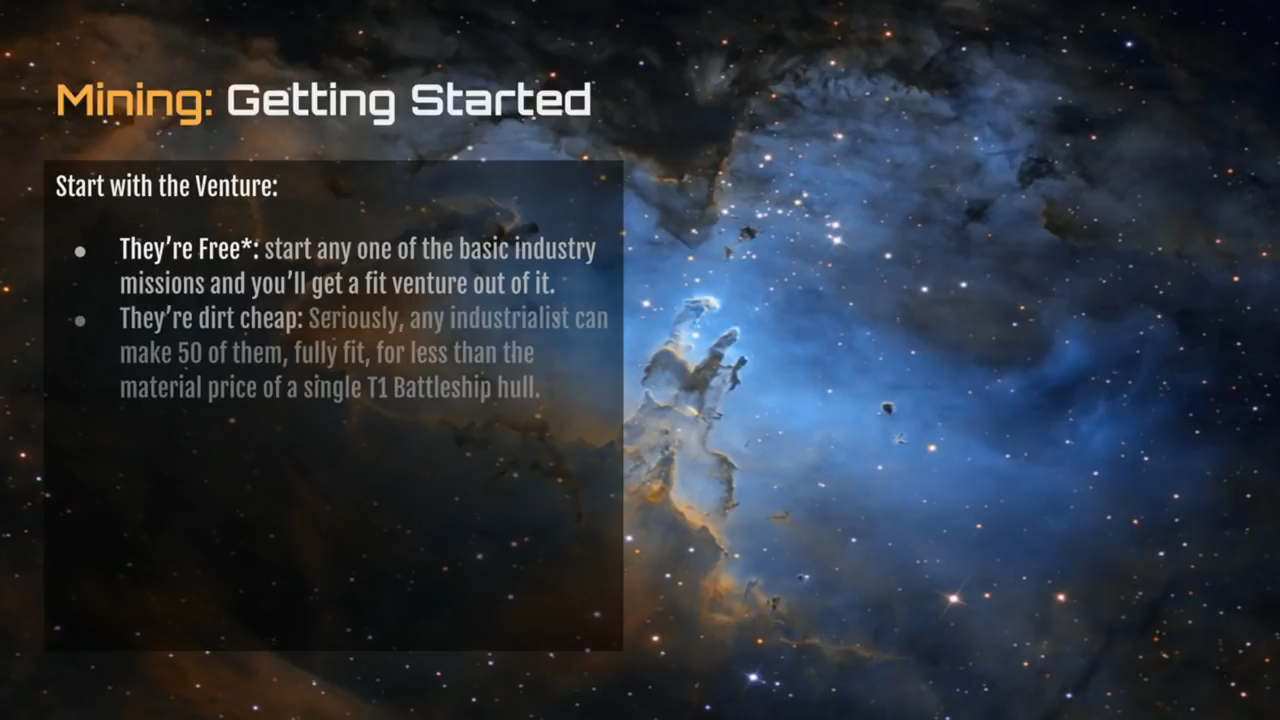 Mining: Getting Started
Start with the Venture:
● They’re Free*: start any one of the basic industry
missions and you’ll get a fit venture out of it.
● They’re dirt cheap: Seriously, any industrialist can
make 50 of them, fully fit, for less than the
material price of a single T1 Battleship hull.